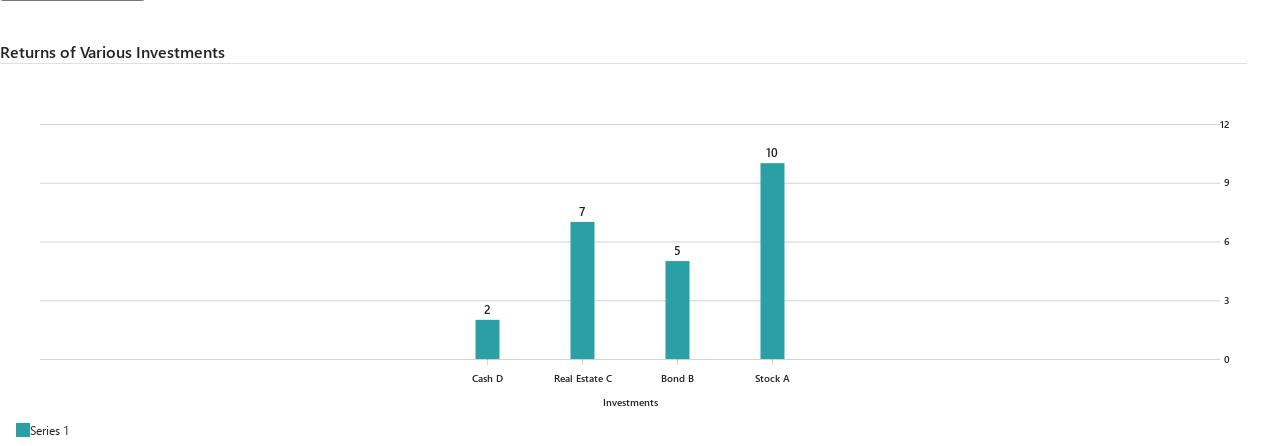 Returns of Various Investments
12
10
9
7
6
5
3
2
0
Cash D Real Estate C Bond B Stock A
Investments
Series 1